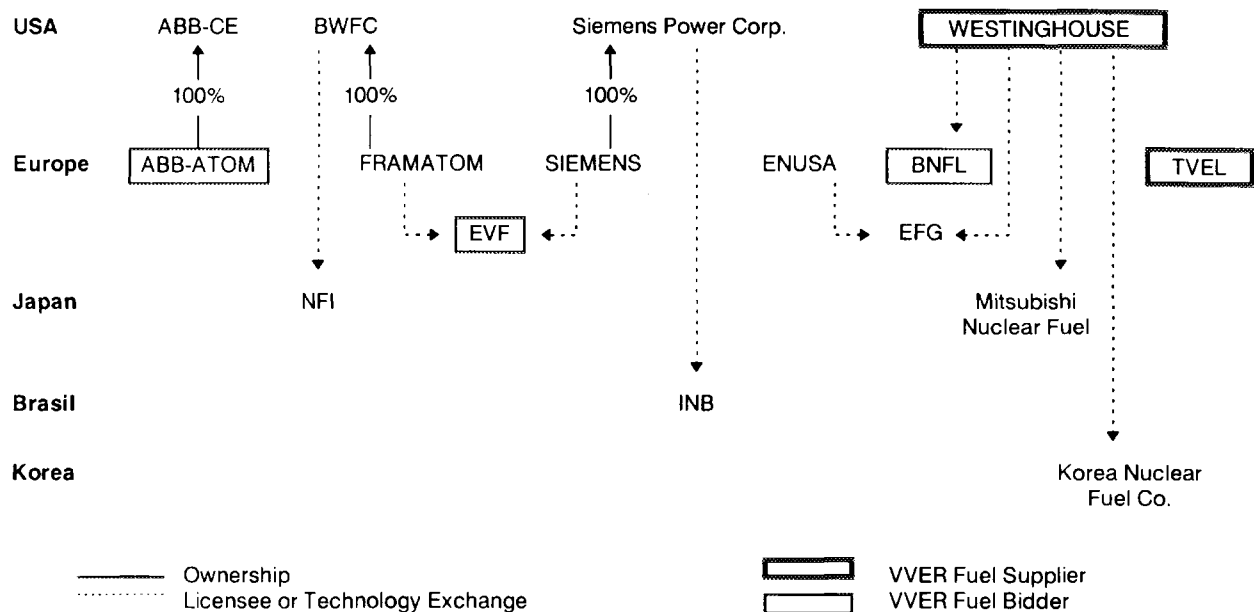 USA ABB-CE BWFC Siemens Power Corp. WESTINGHOUSE
100% 100% 100%
Europe ABB-ATOM FRAMATOM SIEMENS ENUSA BNFL TVEL
EVF EFG
Japan NFI Mitsubishi
Nuclear Fuel
Brasil INB
Korea Korea Nuclear
Fuel Co.
Ownership VVER Fuel Supplier
Licensee or Technology Exchange VVER Fuel Bidder